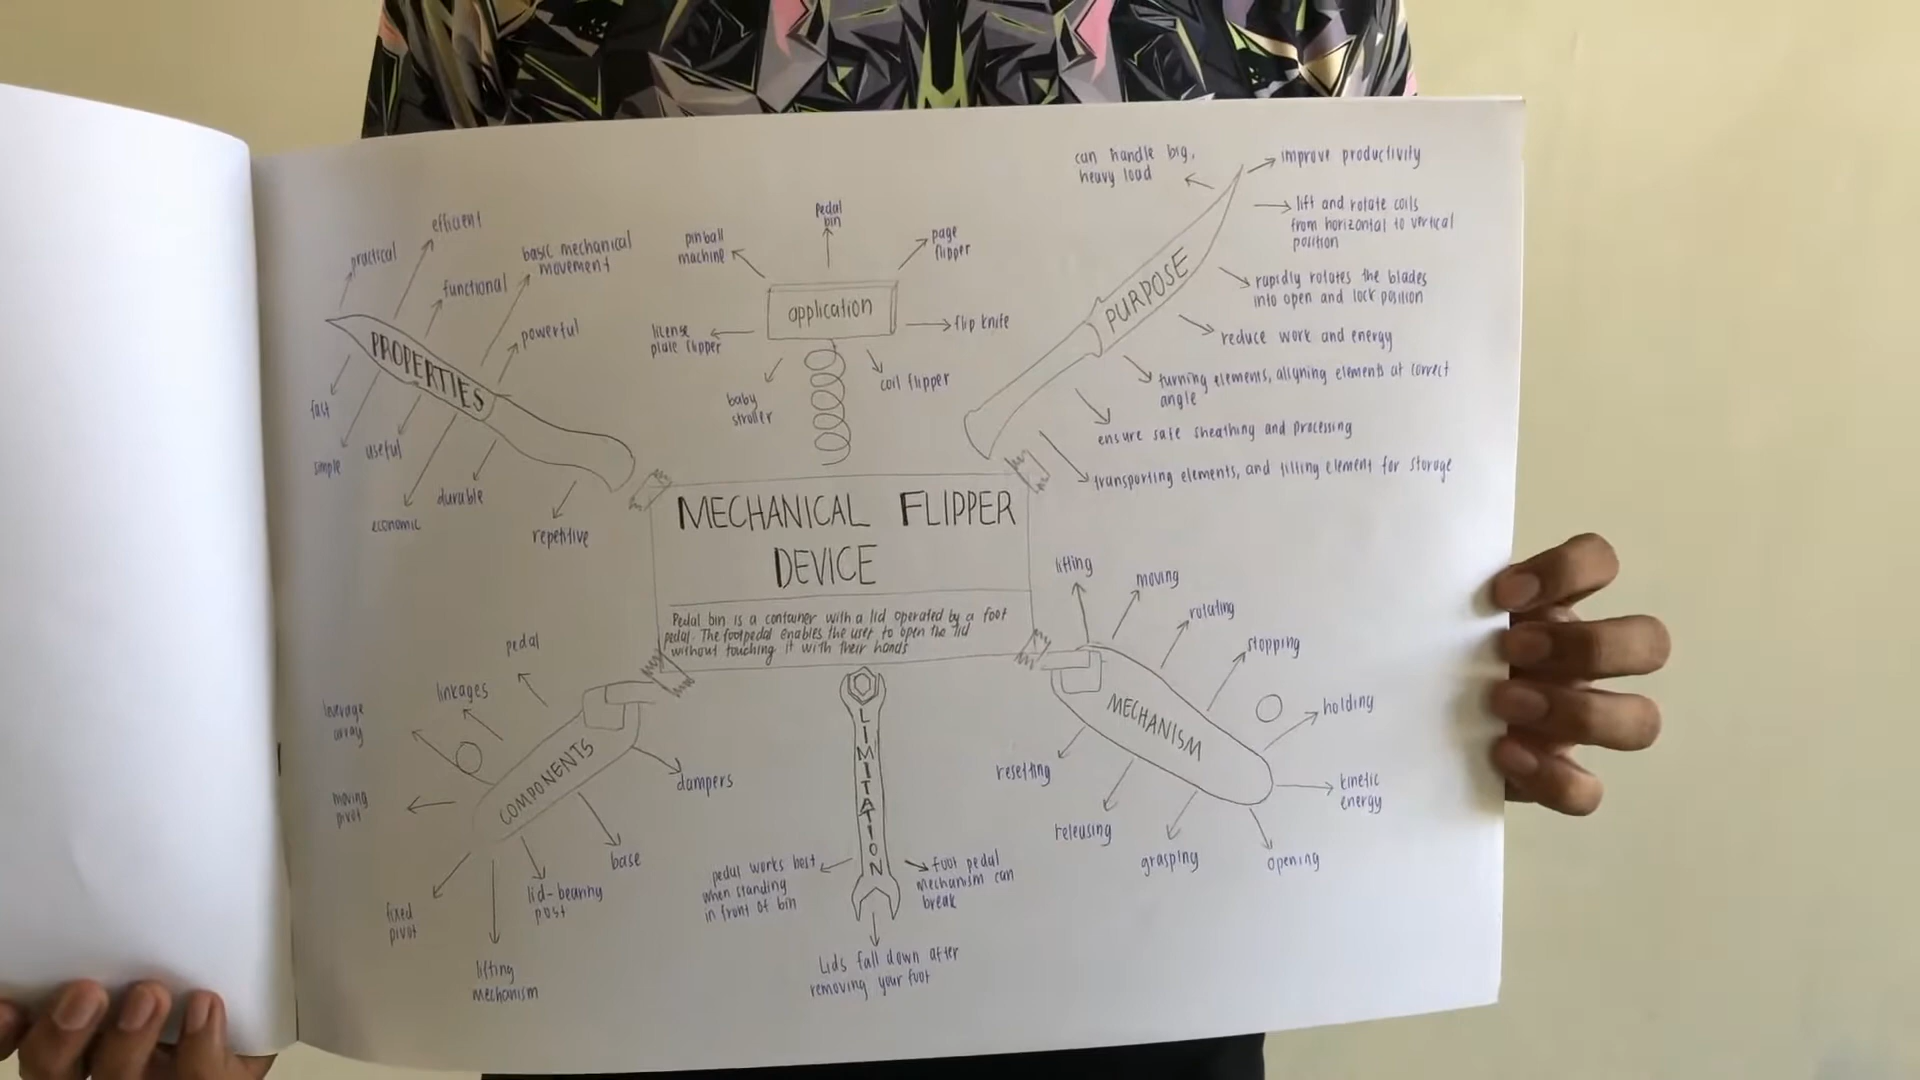 MECHANICAL FLIPPER
DEVICE
Pedal bin is a container with a lid operated by a foot
pedal. The footpedal enables the user to open the lid
without touching it with their hands
PROPERTIES
practical
efficient
functional
basic mechanical
movement
powerful
fast
simple
useful
economic
durable
repetitive
application
pinball
machine
Pedal
bin
page
flipper
flip knife
coil flipper
baby
stroller
license
plate flipper
PURPOSE
can handle big,
heavy load
improve productivity
lift and rotate coils
from horizontal to vertical
position
rapidly rotates the blades
into open and lock position
reduce work and energy
turning elements, aligning elements at correct
angle
ensure safe sheathing and processing
transporting elements, and tilting element for storage
COMPONENTS
pedal
linkages
leverage
array
moving
pivot
fixed
pivot
lifting
mechanism
lid-bearing
post
base
dampers
LIMITATION
pedal works best
when standing
in front of bin
foot pedal
mechanism can
break
Lids fall down after
removing your foot
MECHANISM
lifting
moving
rotating
stopping
holding
kinetic
energy
opening
grasping
releasing
resetting